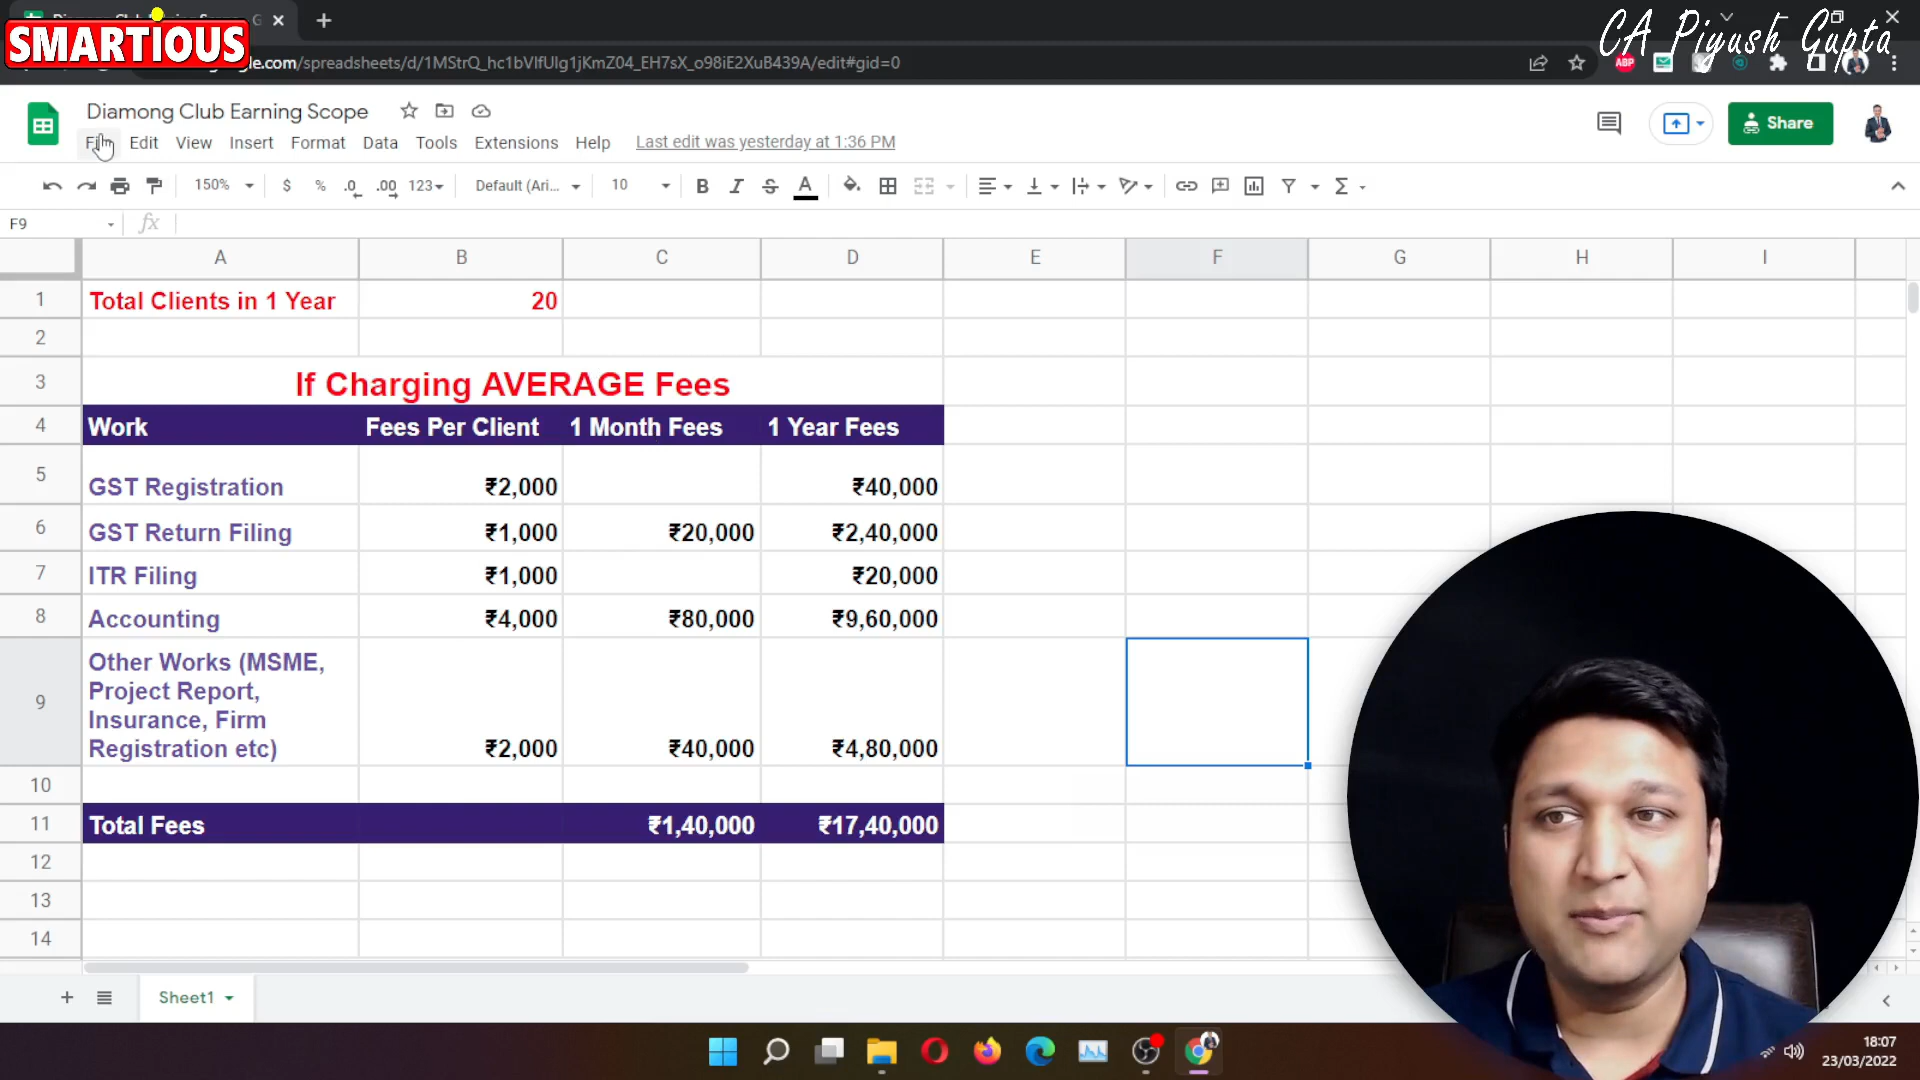 SMARTIOUS
CA Piyush Gupta
.com/spreadsheets/d/1MStrQ_hc1bVlfUlg1jKmZ04_EH7sX_o98iE2XuB439A/edit#gid=0
Diamong Club Earning Scope
Edit View Insert Format Data Tools Extensions Help Last edit was yesterday at 1:36 PM
Share
150% $ % .0 .00 123 Default (Ari... 10 B I S A Σ
F9 fx
A B C D E F G H I
1 Total Clients in 1 Year 20
2
3 If Charging AVERAGE Fees
4 Work Fees Per Client 1 Month Fees 1 Year Fees
5 GST Registration ₹2,000 ₹40,000
6 GST Return Filing ₹1,000 ₹20,000 ₹2,40,000
7 ITR Filing ₹1,000 ₹20,000
8 Accounting ₹4,000 ₹80,000 ₹9,60,000
Other Works (MSME,
Project Report,
9 Insurance, Firm
Registration etc) ₹2,000 ₹40,000 ₹4,80,000
10
11 Total Fees ₹1,40,000 ₹17,40,000
12
13
14
Sheet1
18:07
23/03/2022
ABP